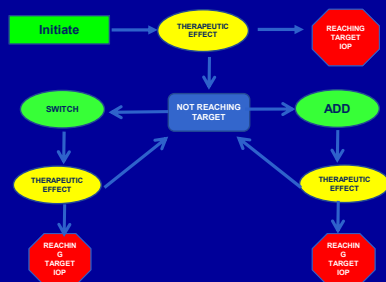 Initiate
THERAPEUTIC
EFFECT
REACHING
TARGET
IOP
SWITCH
NOT REACHING
TARGET
ADD
THERAPEUTIC
EFFECT
THERAPEUTIC
EFFECT
REACHIN
G
TARGET
IOP
REACHIN
G
TARGET
IOP